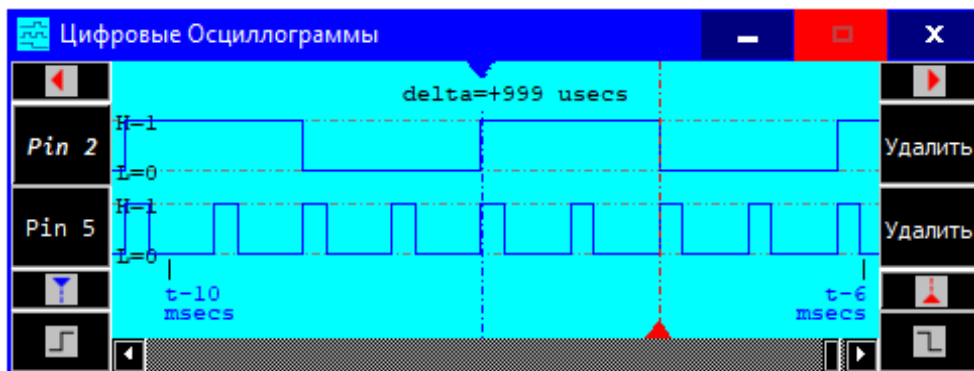 Цифровые Осциллограммы
delta=+999 usecs
H=1
Pin 2
Удалить
L=0
H=1
Pin 5
Удалить
L=0
t-10
msecs
t-6
msecs